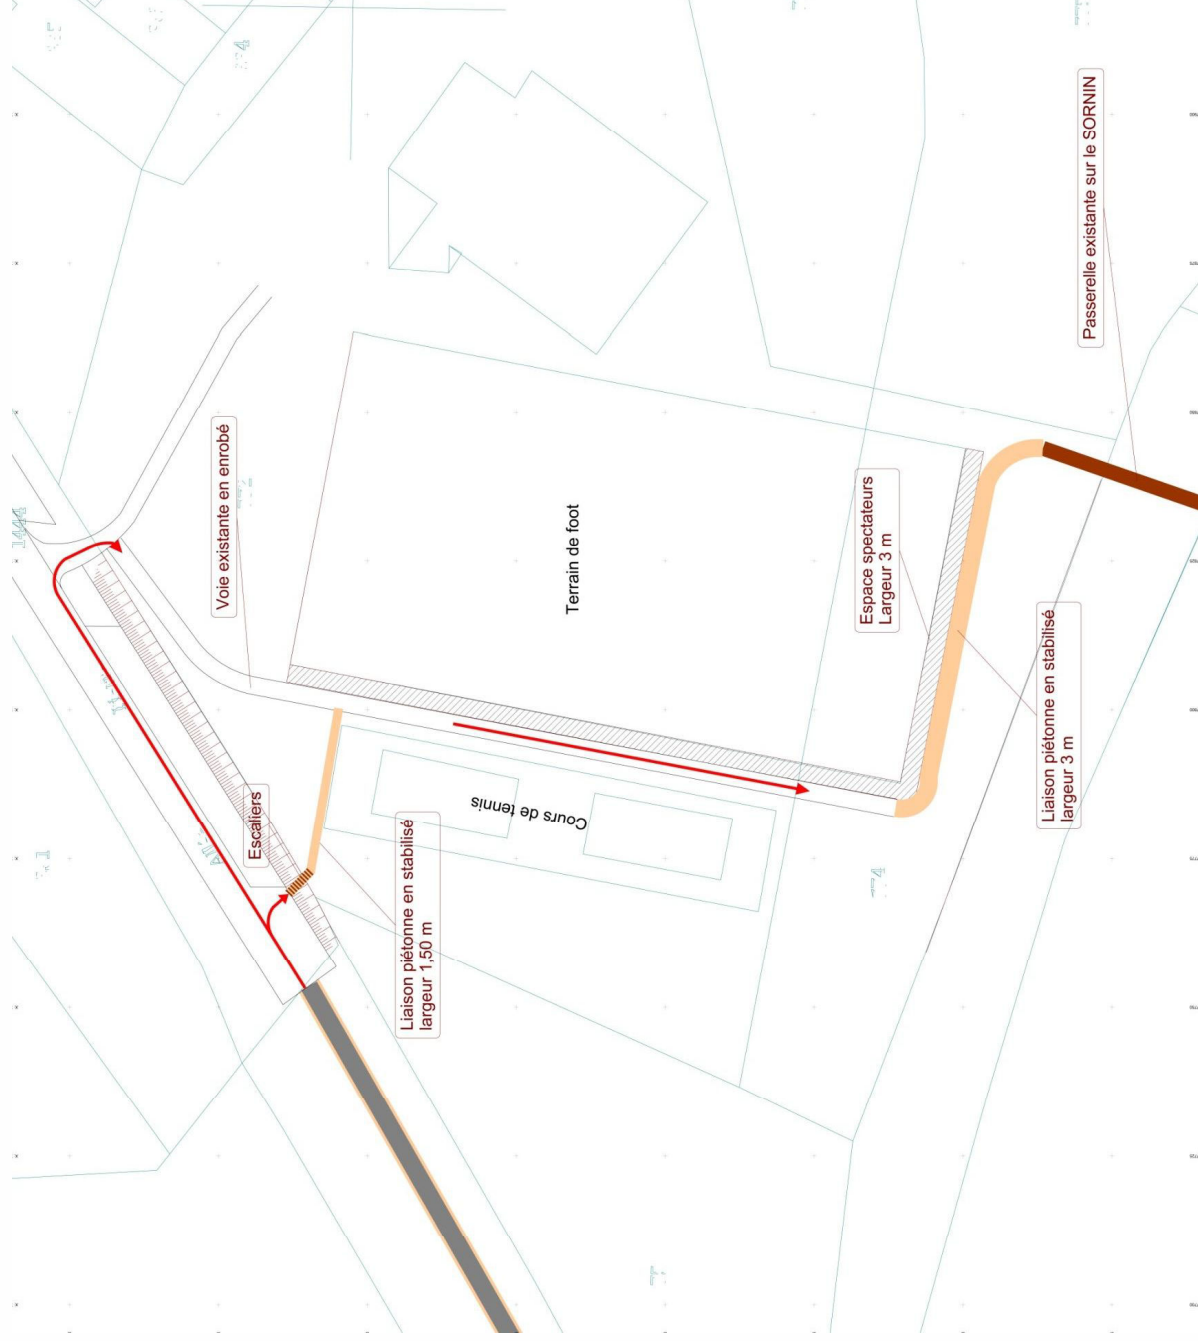 Passerelle existante sur le SORNIN
Voie existante en enrobé
Terrain de foot
Espace spectateurs
Largeur 3 m
Liaison piétonne en stabilisé
largeur 3 m
Escaliers
Cours de tennis
Liaison piétonne en stabilisé
largeur 1,50 m